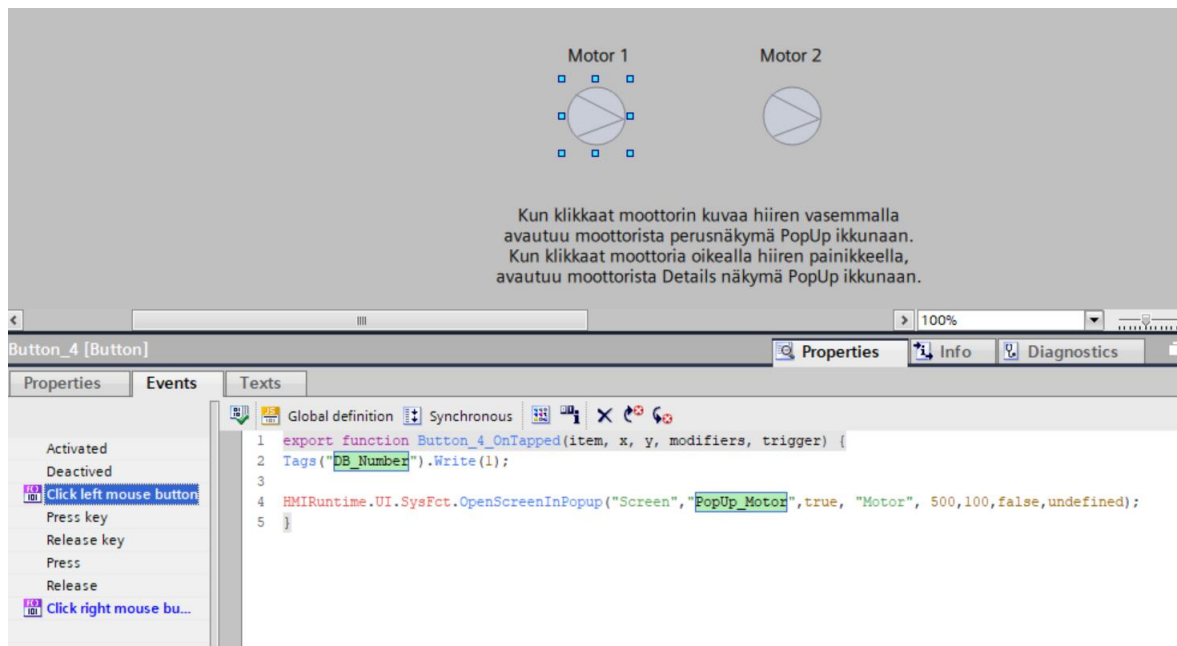 Motor 1 Motor 2
Kun klikkaat moottorin kuvaa hiiren vasemmalla
avautuu moottorista perusnäkymä PopUp ikkunaan.
Kun klikkaat moottoria oikealla hiiren painikkeella,
avautuu moottorista Details näkymä PopUp ikkunaan.
100%
Button_4 [Button] Properties Info Diagnostics
Properties Events Texts
Global definition Synchronous
1 export function Button_4_OnTapped(item, x, y, modifiers, trigger) {
2 Tags("DB_Number").Write(1);
3
4 HMIRuntime.UI.SysFct.OpenScreenInPopup("Screen","PopUp_Motor",true, "Motor", 500,100,false,undefined);
5 }
Activated
Deactived
Click left mouse button
Press key
Release key
Press
Release
Click right mouse bu...